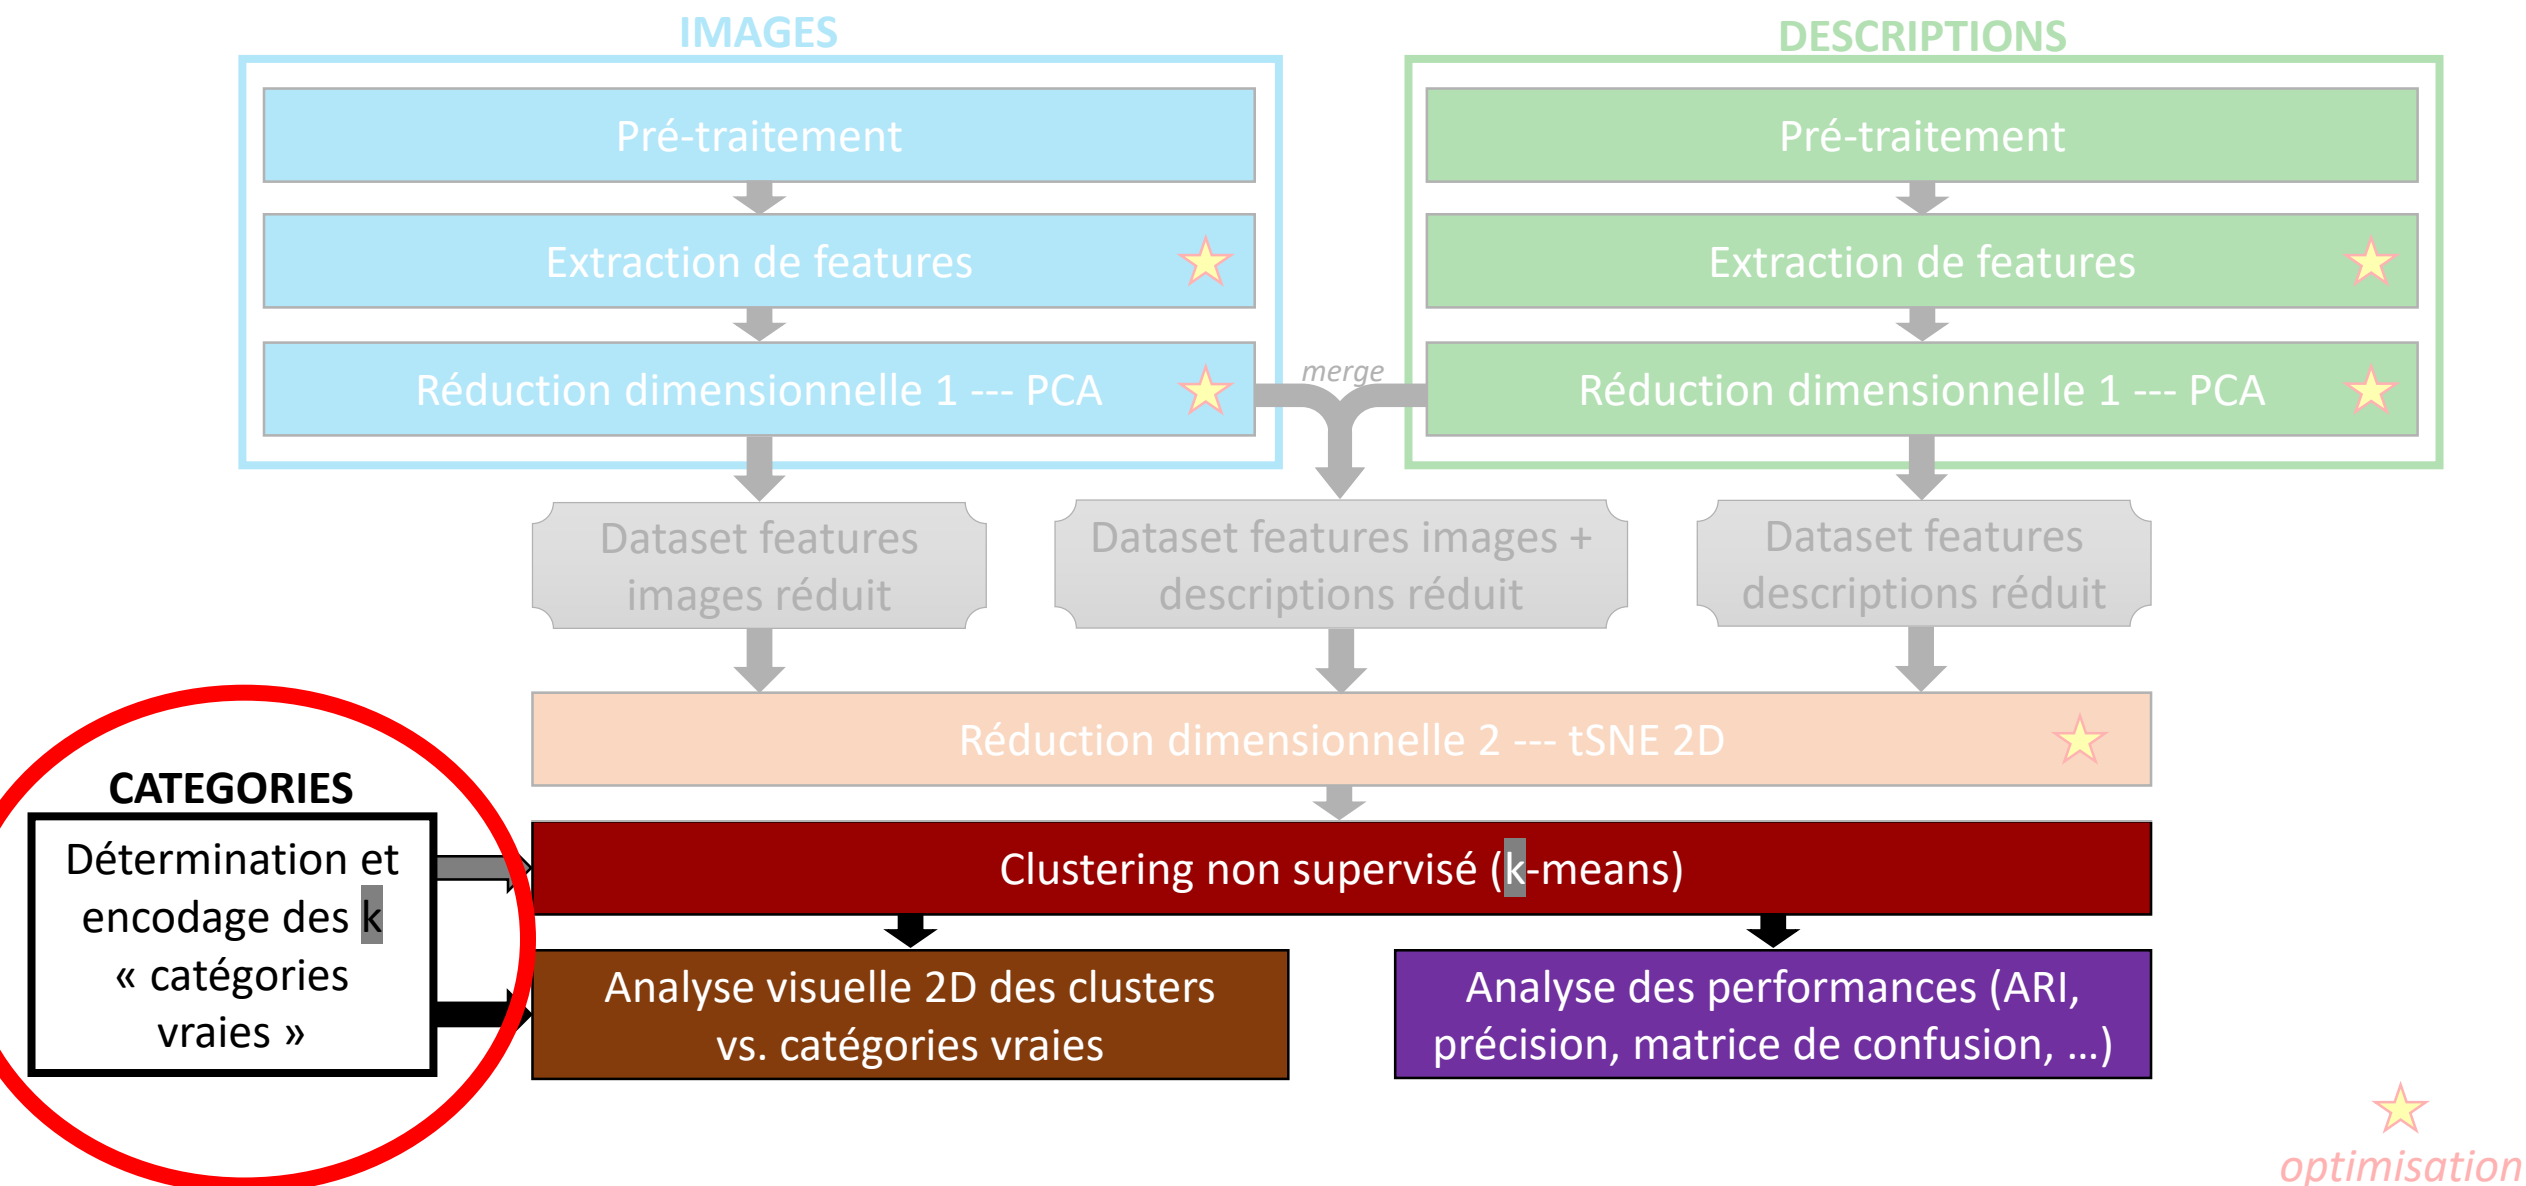 IMAGES
Pré-traitement
Extraction de features
Réduction dimensionnelle 1 --- PCA
DESCRIPTIONS
Pré-traitement
Extraction de features
Réduction dimensionnelle 1 --- PCA
merge
Dataset features
images réduit
Dataset features images +
descriptions réduit
Dataset features
descriptions réduit
Réduction dimensionnelle 2 --- tSNE 2D
CATEGORIES
Détermination et
encodage des k
« catégories
vraies »
Clustering non supervisé (k-means)
Analyse visuelle 2D des clusters
vs. catégories vraies
Analyse des performances (ARI,
précision, matrice de confusion, …)
optimisation